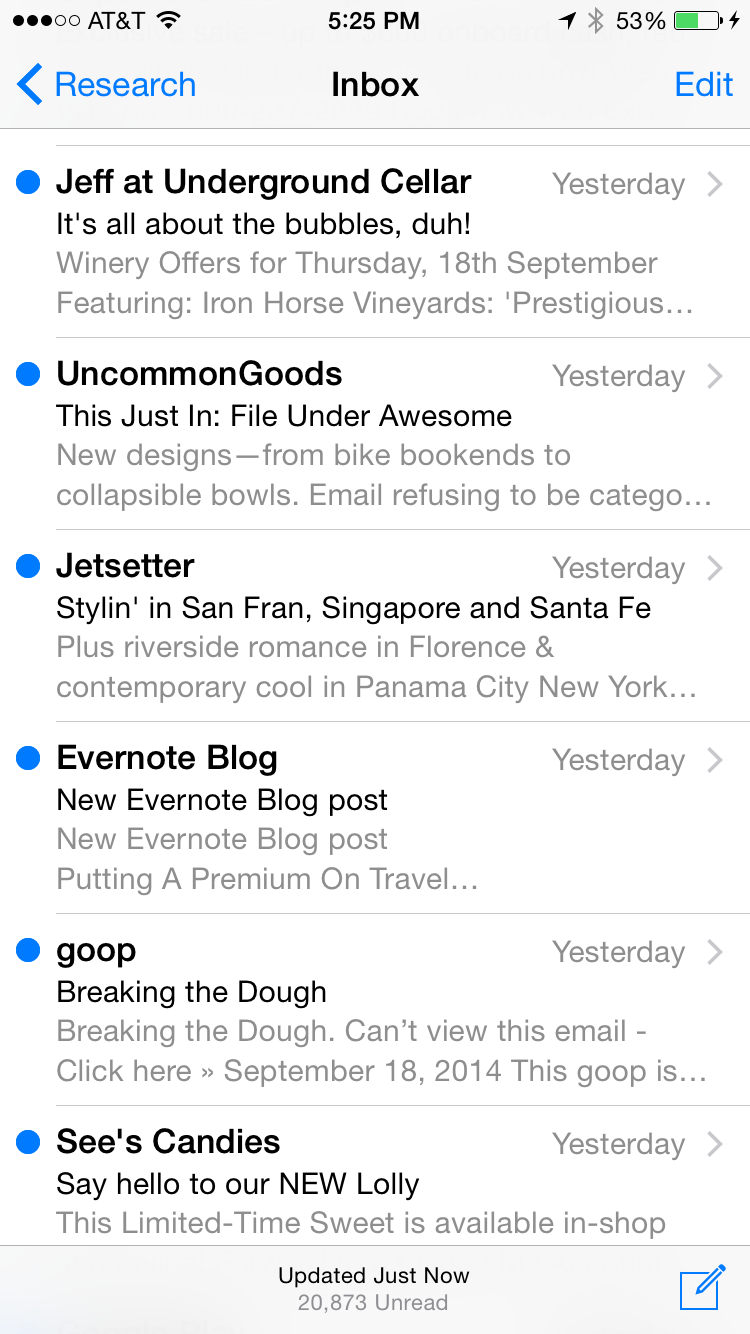 AT&T 5:25 PM 53%
Research Inbox Edit
Jeff at Underground Cellar Yesterday
It's all about the bubbles, duh!
Winery Offers for Thursday, 18th September
Featuring: Iron Horse Vineyards: 'Prestigious...
UncommonGoods Yesterday
This Just In: File Under Awesome
New designs—from bike bookends to
collapsible bowls. Email refusing to be catego...
Jetsetter Yesterday
Stylin' in San Fran, Singapore and Santa Fe
Plus riverside romance in Florence &
contemporary cool in Panama City New York...
Evernote Blog Yesterday
New Evernote Blog post
New Evernote Blog post
Putting A Premium On Travel...
goop Yesterday
Breaking the Dough
Breaking the Dough. Can’t view this email -
Click here » September 18, 2014 This goop is...
See's Candies Yesterday
Say hello to our NEW Lolly
This Limited-Time Sweet is available in-shop
Updated Just Now
20,873 Unread